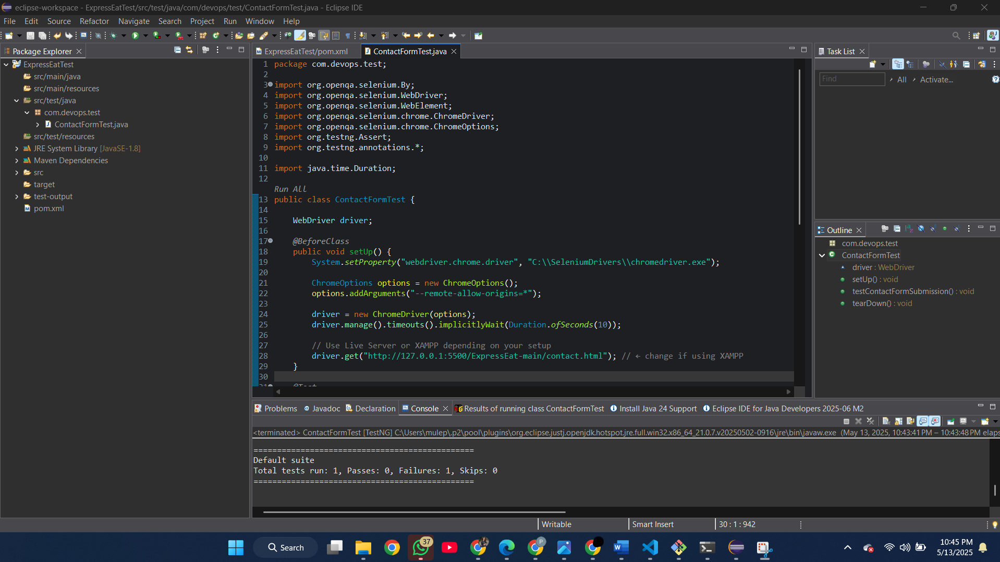 eclipse-workspace - ExpressEatTest/src/test/java/com/devops/test/ContactFormTest.java - Eclipse IDE
File Edit Source Refactor Navigate Search Project Run Window Help
Package Explorer
ExpressEatTest
src/main/java
src/main/resources
src/test/java
com.devops.test
ContactFormTest.java
src/test/resources
JRE System Library [JavaSE-1.8]
Maven Dependencies
src
target
test-output
pom.xml
ExpressEatTest/pom.xml ContactFormTest.java
1 package com.devops.test;
2
3 import org.openqa.selenium.By;
4 import org.openqa.selenium.WebDriver;
5 import org.openqa.selenium.WebElement;
6 import org.openqa.selenium.chrome.ChromeDriver;
7 import org.openqa.selenium.chrome.ChromeOptions;
8 import org.testng.Assert;
9 import org.testng.annotations.*;
10
11 import java.time.Duration;
12
Run All
13 public class ContactFormTest {
14
15 WebDriver driver;
16
17 @BeforeClass
18 public void setUp() {
19 System.setProperty("webdriver.chrome.driver", "C:\\SeleniumDrivers\\chromedriver.exe");
20
21 ChromeOptions options = new ChromeOptions();
22 options.addArguments("--remote-allow-origins=*");
23
24 driver = new ChromeDriver(options);
25 driver.manage().timeouts().implicitlyWait(Duration.ofSeconds(10));
26
27 // Use Live Server or XAMPP depending on your setup
28 driver.get("http://127.0.0.1:5500/ExpressEat-main/contact.html"); // ← change if using XAMPP
29 }
30
31 @Test
Task List
Find All Activate...
Outline
com.devops.test
ContactFormTest
driver : WebDriver
setUp() : void
testContactFormSubmission() : void
tearDown() : void
Problems Javadoc Declaration Console Results of running class ContactFormTest Install Java 24 Support Eclipse IDE for Java Developers 2025-06 M2
<terminated> ContactFormTest [TestNG] C:\Users\mulep\.p2\pool\plugins\org.eclipse.justj.openjdk.hotspot.jre.full.win32.x86_64_21.0.7.v20250502-0916\jre\bin\javaw.exe (May 13, 2025, 10:43:41 PM – 10:43:48 PM elaps
===============================================
Default suite
Total tests run: 1, Passes: 0, Failures: 1, Skips: 0
===============================================
Writable Smart Insert 30 : 1 : 942
Search
37
P
10:45 PM
5/13/2025